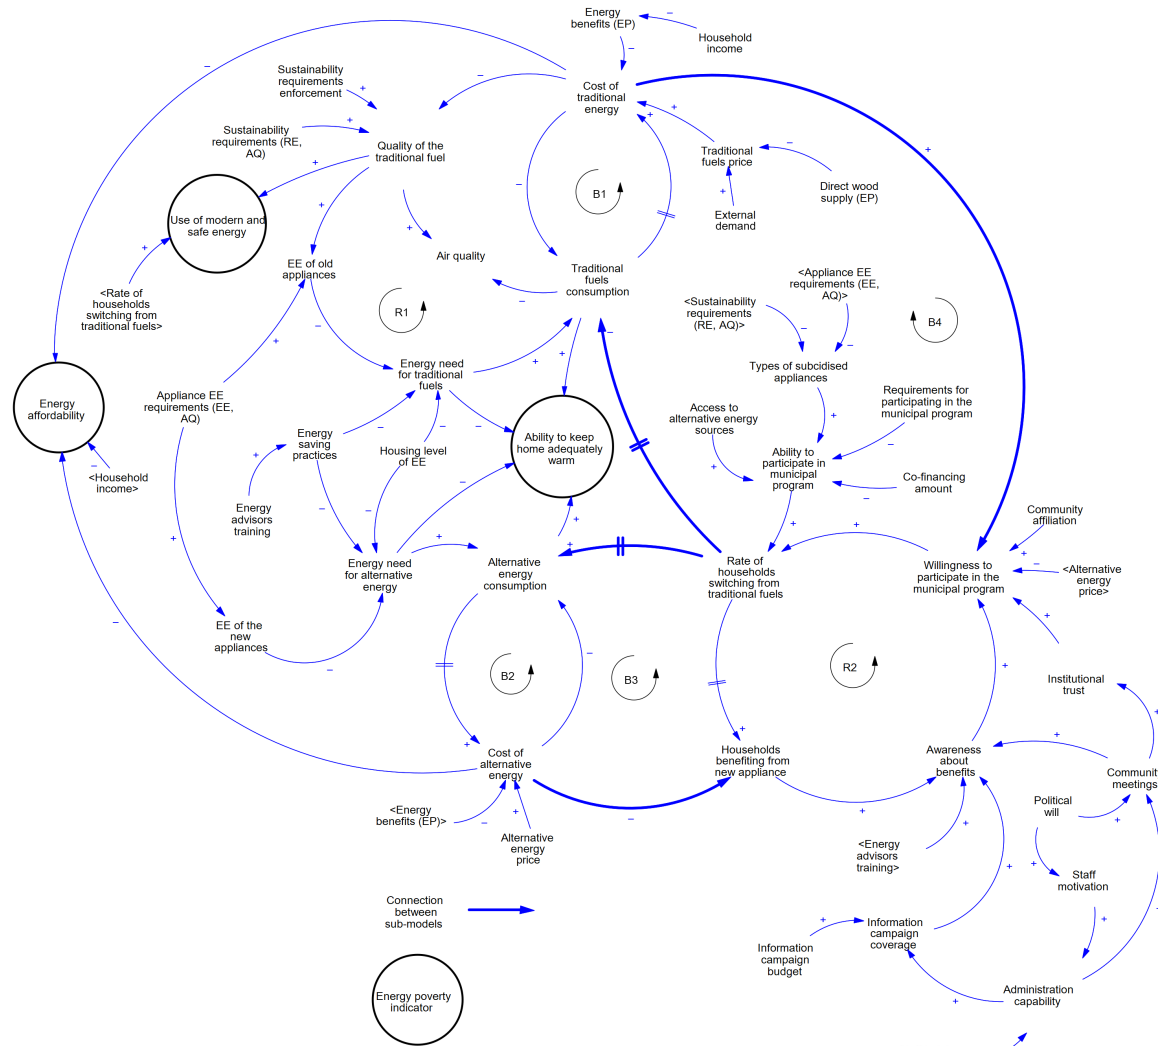 Energy
benefits (EP)
Household
income
Sustainability
requirements
enforcement
Cost of
traditional
energy
Sustainability
requirements (RE,
AQ)
Quality of the
traditional fuel
Traditional
fuels price
Direct wood
supply (EP)
External
demand
B1
Use of modern and
safe energy
EE of old
appliances
Air quality
Traditional
fuels
consumption
<Appliance EE
requirements (EE,
AQ)>
<Rate of
households
switching from
traditional fuels>
<Sustainability
requirements (RE, AQ)>
R1
B4
Energy need
for traditional
fuels
Types of subcidised
appliances
Energy
affordability
Appliance EE
requirements (EE,
AQ)
Requirements for
participating in the
municipal program
Access to
alternative energy
sources
Energy
saving
practices
Housing level
of EE
Ability to keep
home adequately
warm
Ability to
participate in
municipal
program
<Household
income>
Co-financing
amount
Energy
advisors
training
Community
affiliation
Energy need
for alternative
energy
Alternative
energy
consumption
Rate of
households
switching from
traditional fuels
Willingness to
participate in the
municipal program
<Alternative
energy
price>
EE of the
new
appliances
B2
B3
R2
Institutional
trust
Cost of
alternative
energy
Households
benefiting from
new appliance
Awareness
about
benefits
Community
meetings
<Energy
benefits (EP)>
Alternative
energy
price
Political
will
<Energy
advisors
training>
Staff
motivation
Connection
between
sub-models
Information
campaign
coverage
Information
campaign
budget
Energy poverty
indicator
Administration
capability